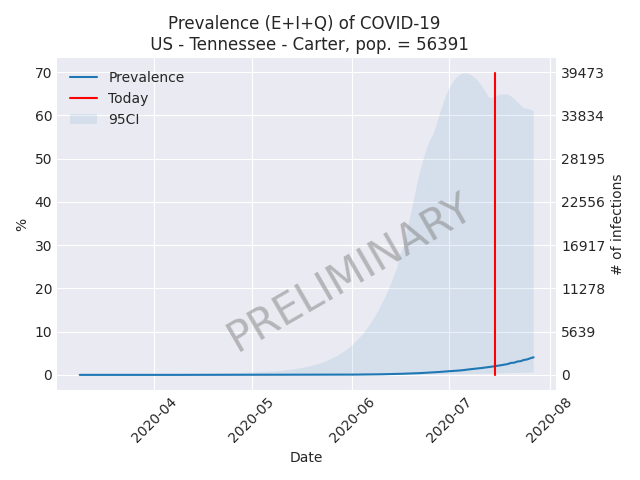 Prevalence (E+I+Q) of COVID-19
US - Tennessee - Carter, pop. = 56391
Prevalence
Today
95CI
70
60
50
40
30
20
10
0
%
39473
33834
28195
22556
16917
11278
5639
0
# of infections
PRELIMINARY
2020-04
2020-05
2020-06
2020-07
2020-08
Date